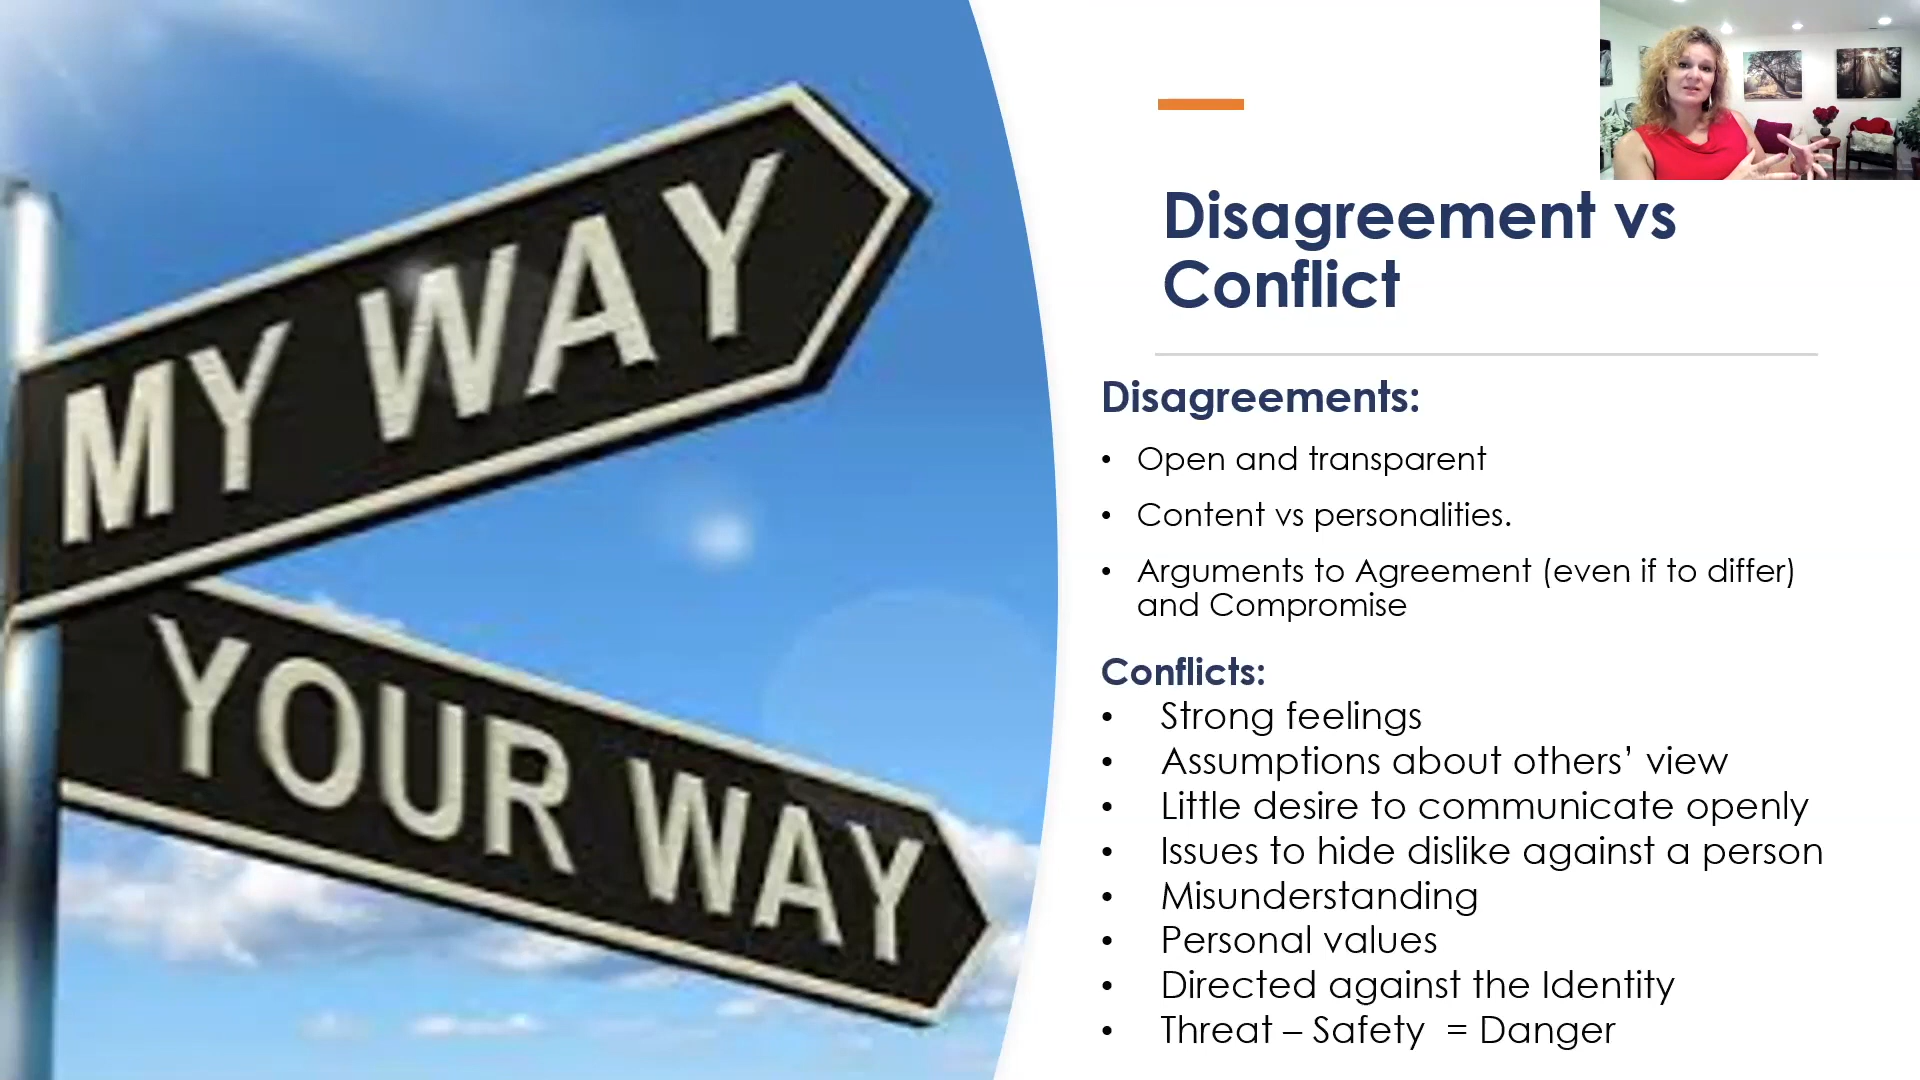 MY WAY
YOUR WAY
Disagreement vs
Conflict
Disagreements:
• Open and transparent
• Content vs personalities.
• Arguments to Agreement (even if to differ)
and Compromise
Conflicts:
• Strong feelings
• Assumptions about others’ view
• Little desire to communicate openly
• Issues to hide dislike against a person
• Misunderstanding
• Personal values
• Directed against the Identity
• Threat – Safety = Danger